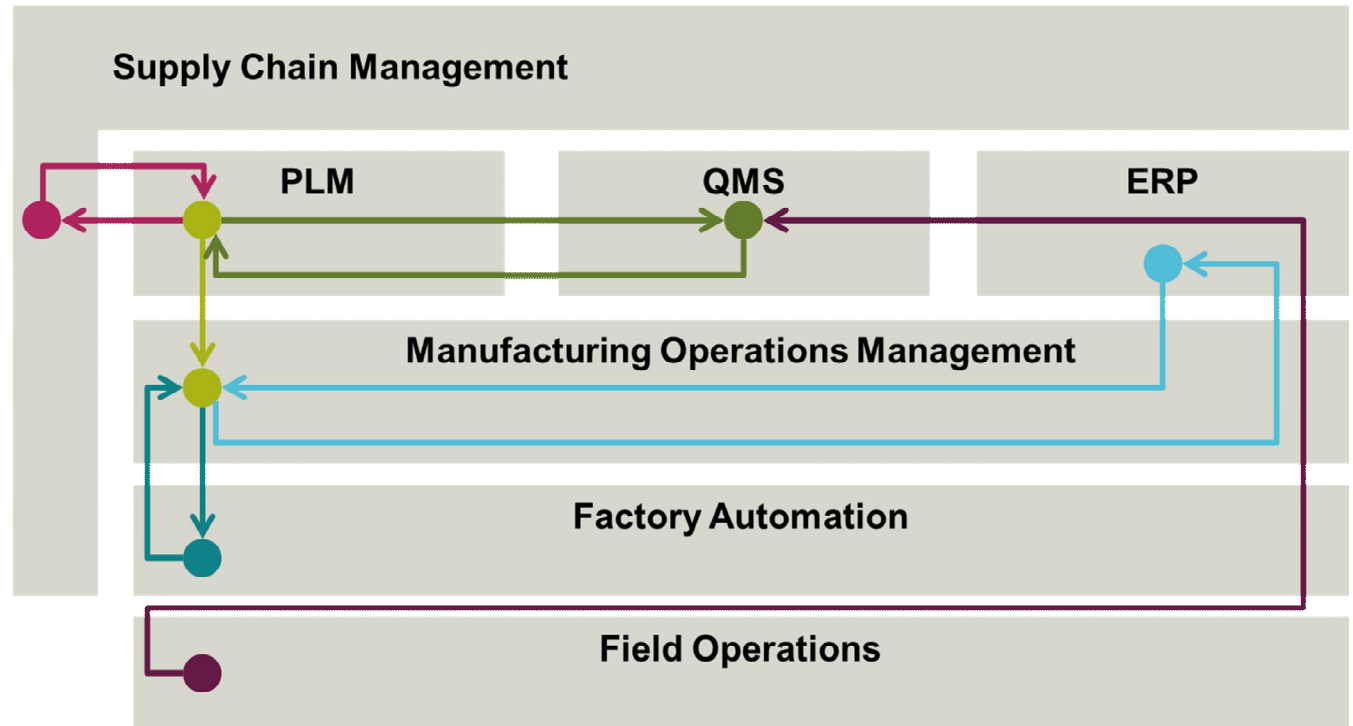 Supply Chain Management
PLM
QMS
ERP
Manufacturing Operations Management
Factory Automation
Field Operations